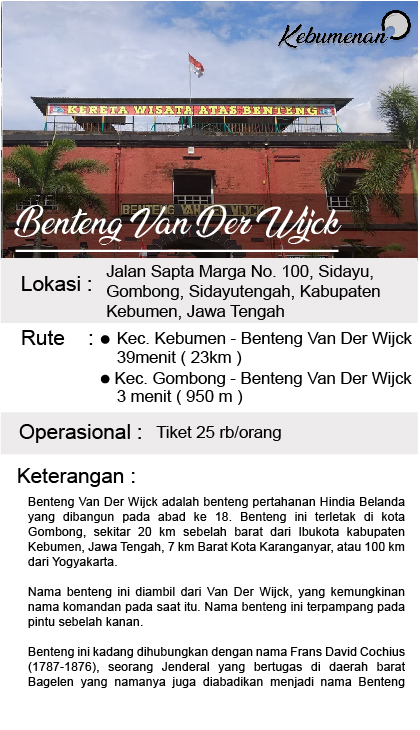 Kebumenan
KERETA WISATA ATAS BENTENG
BENTENG VAN DER WIJCK
Benteng Van Der Wijck
Lokasi :
Jalan Sapta Marga No. 100, Sidayu,
Gombong, Sidayutengah, Kabupaten
Kebumen, Jawa Tengah
Rute :
● Kec. Kebumen - Benteng Van Der Wijck
39menit ( 23km )
● Kec. Gombong - Benteng Van Der Wijck
3 menit ( 950 m )
Operasional : Tiket 25 rb/orang
Keterangan :
Benteng Van Der Wijck adalah benteng pertahanan Hindia Belanda
yang dibangun pada abad ke 18. Benteng ini terletak di kota
Gombong, sekitar 20 km sebelah barat dari Ibukota kabupaten
Kebumen, Jawa Tengah, 7 km Barat Kota Karanganyar, atau 100 km
dari Yogyakarta.
Nama benteng ini diambil dari Van Der Wijck, yang kemungkinan
nama komandan pada saat itu. Nama benteng ini terpampang pada
pintu sebelah kanan.
Benteng ini kadang dihubungkan dengan nama Frans David Cochius
(1787-1876), seorang Jenderal yang bertugas di daerah barat
Bagelen yang namanya juga diabadikan menjadi nama Benteng